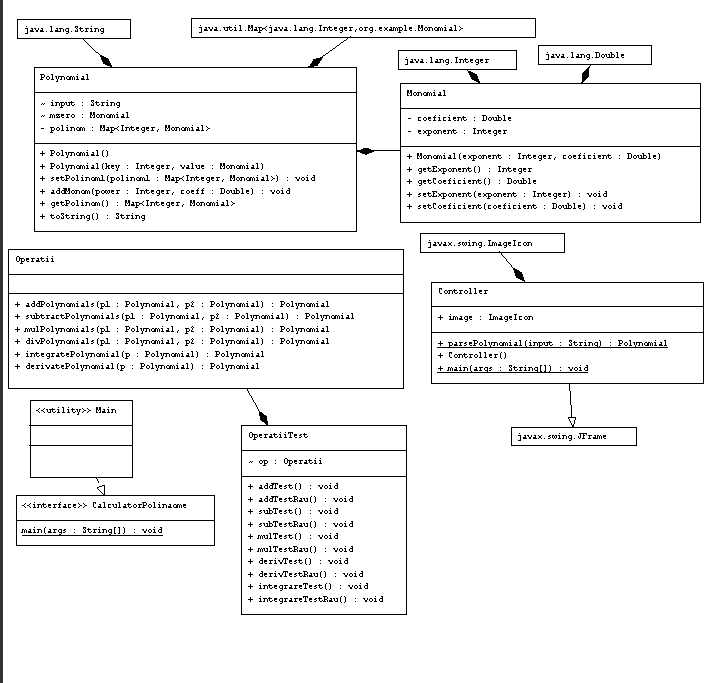 java.lang.String
java.util.Map<java.lang.Integer,org.example.Monomial>
java.lang.Integer
java.lang.Double
Polynomial
~ input : String
~ mzero : Monomial
- polinom : Map<Integer, Monomial>
+ Polynomial()
+ Polynomial(key : Integer, value : Monomial)
+ setPolinom1(polinom1 : Map<Integer, Monomial>) : void
+ addMonom(power : Integer, coeff : Double) : void
+ getPolinom() : Map<Integer, Monomial>
+ toString() : String
Monomial
- coeficient : Double
- exponent : Integer
+ Monomial(exponent : Integer, coeficient : Double)
+ getExponent() : Integer
+ getCoeficient() : Double
+ setExponent(exponent : Integer) : void
+ setCoeficient(coeficient : Double) : void
Operatii
+ addPolynomials(p1 : Polynomial, p2 : Polynomial) : Polynomial
+ subtractPolynomials(p1 : Polynomial, p2 : Polynomial) : Polynomial
+ mulPolynomials(p1 : Polynomial, p2 : Polynomial) : Polynomial
+ divPolynomials(p1 : Polynomial, p2 : Polynomial) : Polynomial
+ integratePolynomial(p : Polynomial) : Polynomial
+ derivatePolynomial(p : Polynomial) : Polynomial
javax.swing.ImageIcon
Controller
+ image : ImageIcon
+ parsePolynomial(input : String) : Polynomial
+ Controller()
+ main(args : String[]) : void
javax.swing.JFrame
<<utility>> Main
<<interface>> CalculatorPolinaome
main(args : String[]) : void
OperatiiTest
~ op : Operatii
+ addTest() : void
+ addTestRau() : void
+ subTest() : void
+ subTestRau() : void
+ mulTest() : void
+ mulTestRau() : void
+ derivTest() : void
+ derivTestRau() : void
+ integrareTest() : void
+ integrareTestRau() : void